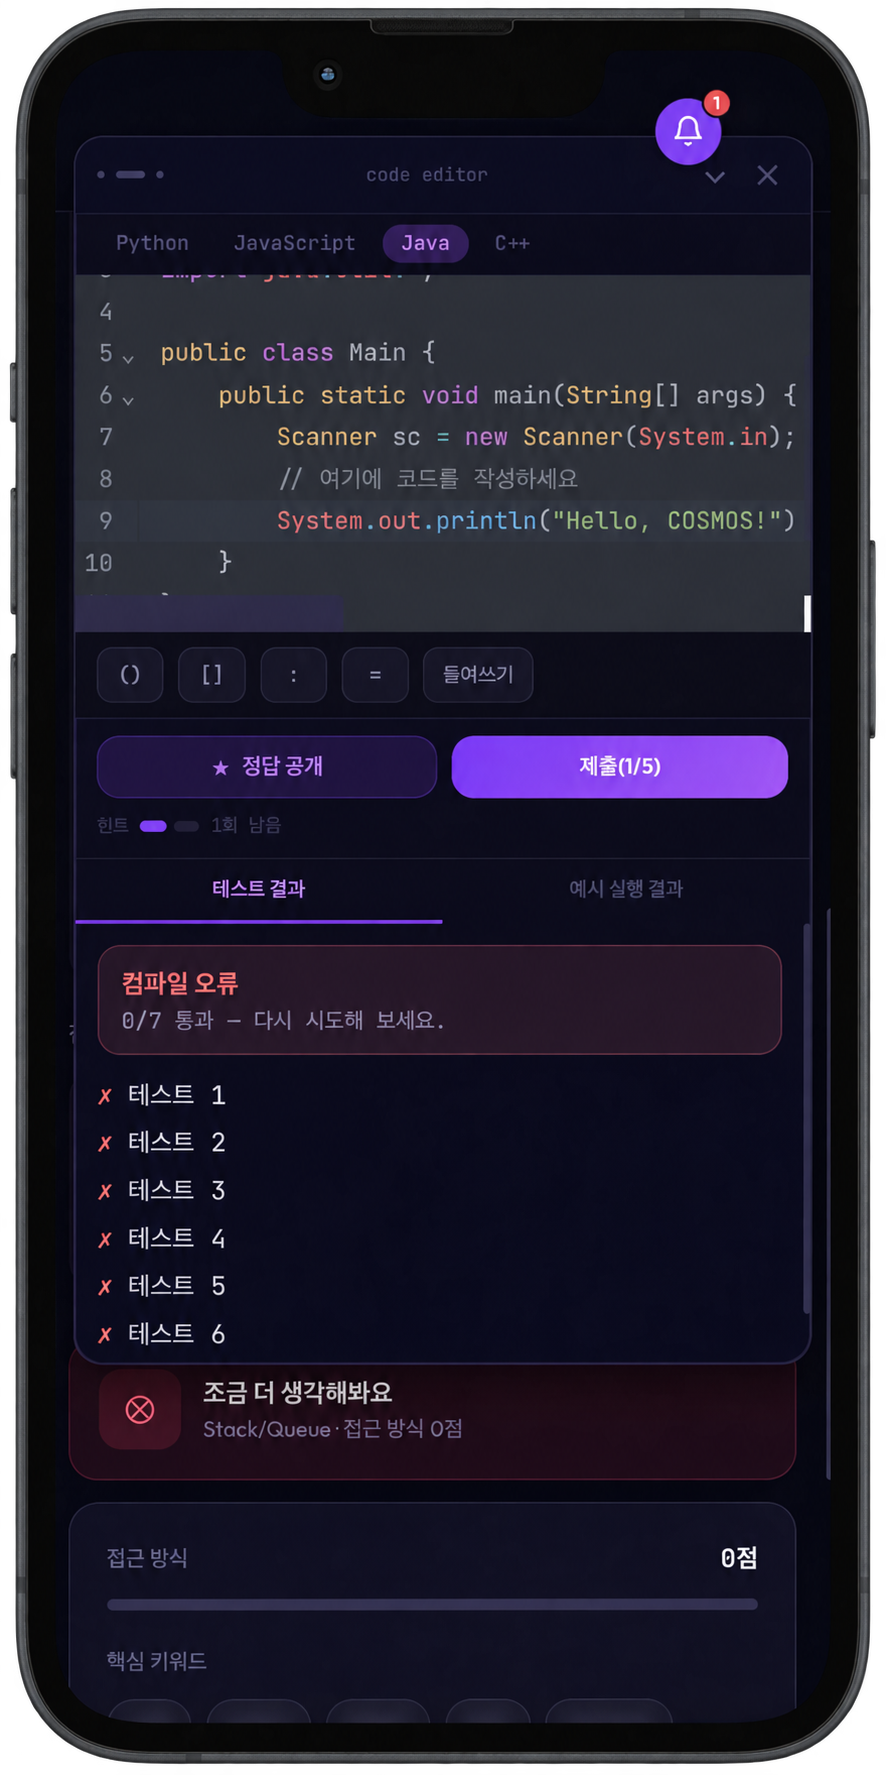 1
code editor
Python JavaScript Java C++
4
5 public class Main {
6 public static void main(String[] args) {
7 Scanner sc = new Scanner(System.in);
8 // 여기에 코드를 작성하세요
9 System.out.println("Hello, COSMOS!")
10 }
() [] : = 들여쓰기
★ 정답 공개 제출(1/5)
힌트 1회 남음
테스트 결과 예시 실행 결과
컴파일 오류
0/7 통과 – 다시 시도해 보세요.
✗ 테스트 1
✗ 테스트 2
✗ 테스트 3
✗ 테스트 4
✗ 테스트 5
✗ 테스트 6
조금 더 생각해봐요
Stack/Queue · 접근 방식 0점
접근 방식 0점
핵심 키워드